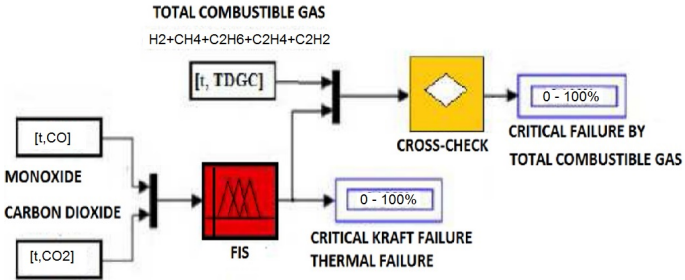 TOTAL COMBUSTIBLE GAS
H2+CH4+C2H6+C2H4+C2H2
[t, TDGC]
0 - 100%
CROSS-CHECK
CRITICAL FAILURE BY
TOTAL COMBUSTIBLE GAS
[t,CO]
MONOXIDE
CARBON DIOXIDE
[t,CO2]
FIS
0 - 100%
CRITICAL KRAFT FAILURE
THERMAL FAILURE